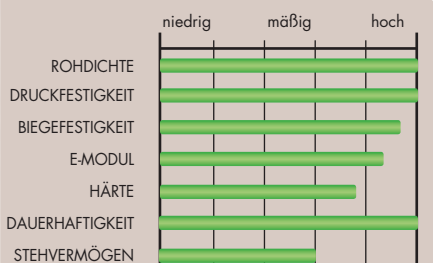 niedrig mäßig hoch
ROHDICHTE
DRUCKFESTIGKEIT
BIEGEFESTIGKEIT
E-MODUL
HÄRTE
DAUERHAFTIGKEIT
STEHVERMÖGEN